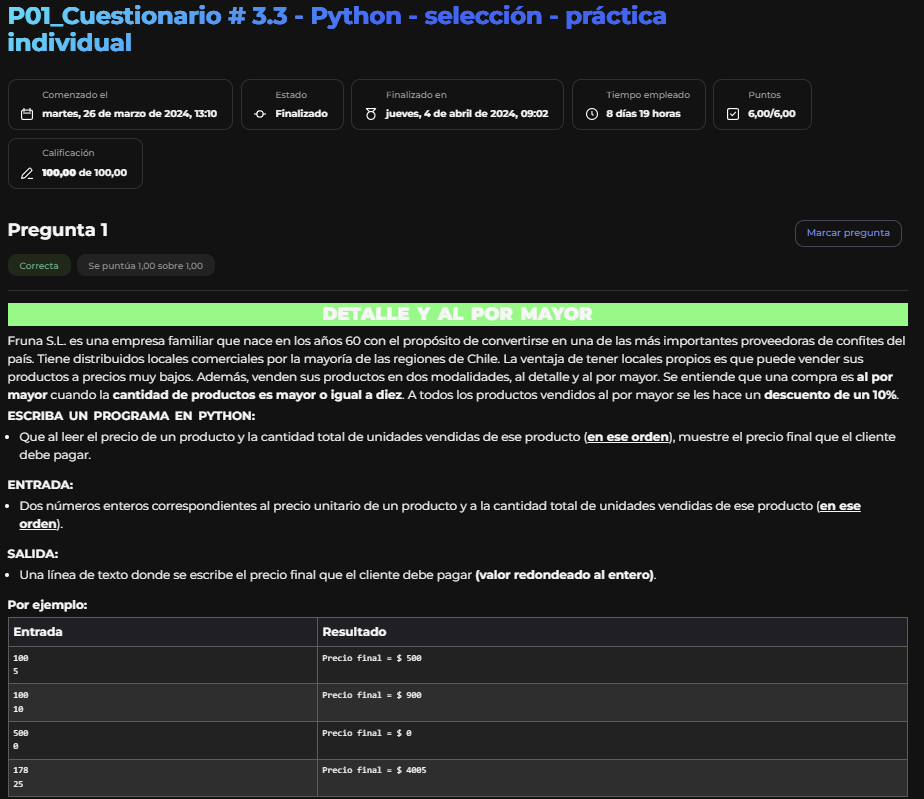 P01_Cuestionario # 3.3 - Python - selección - práctica
individual
Comenzado el
martes, 26 de marzo de 2024, 13:10
Estado
Finalizado
Finalizado en
jueves, 4 de abril de 2024, 09:02
Tiempo empleado
8 días 19 horas
Puntos
6,00/6,00
Calificación
100,00 de 100,00
Pregunta 1
Marcar pregunta
Correcta
Se puntúa 1,00 sobre 1,00
DETALLE Y AL POR MAYOR
Fruna S.L. es una empresa familiar que nace en los años 60 con el propósito de convertirse en una de las más importantes proveedoras de confites del
país. Tiene distribuidos locales comerciales por la mayoría de las regiones de Chile. La ventaja de tener locales propios es que puede vender sus
productos a precios muy bajos. Además, venden sus productos en dos modalidades, al detalle y al por mayor. Se entiende que una compra es al por
mayor cuando la cantidad de productos es mayor o igual a diez. A todos los productos vendidos al por mayor se les hace un descuento de un 10%.
ESCRIBA UN PROGRAMA EN PYTHON:
• Que al leer el precio de un producto y la cantidad total de unidades vendidas de ese producto (en ese orden), muestre el precio final que el cliente
debe pagar.
ENTRADA:
• Dos números enteros correspondientes al precio unitario de un producto y a la cantidad total de unidades vendidas de ese producto (en ese
orden).
SALIDA:
• Una línea de texto donde se escribe el precio final que el cliente debe pagar (valor redondeado al entero).
Por ejemplo:
Entrada Resultado
100 Precio final = $ 500
5
100 Precio final = $ 900
10
500 Precio final = $ 0
0
178 Precio final = $ 4005
25